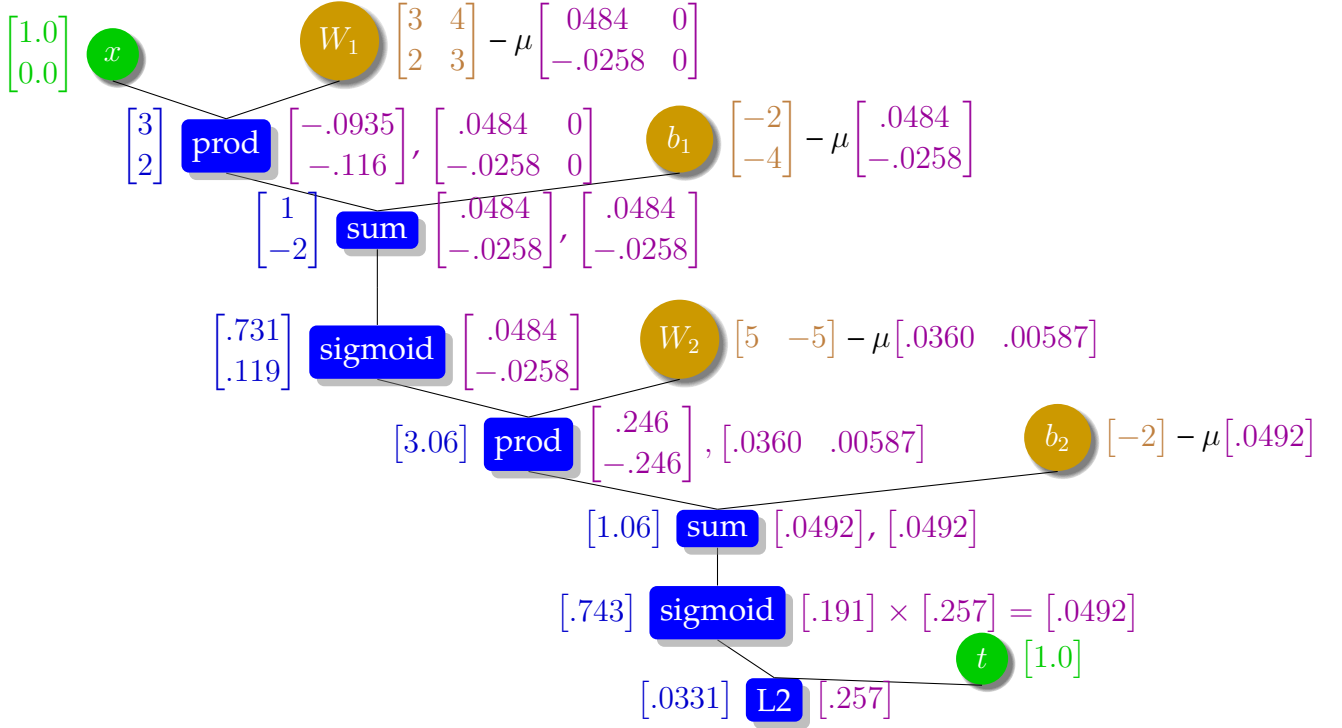 [1.0 0.0] x W₁ [3 4 2 3] – μ [0484 0 −.0258 0]
[3 2] prod [−.0935 −.116], [.0484 0 −.0258 0] b₁ [−2 −4] – μ [.0484 −.0258]
[1 −2] sum [.0484 −.0258], [.0484 −.0258]
[.731 .119] sigmoid [.0484 −.0258] W₂ [5 −5] – μ [.0360 .00587]
[3.06] prod [.246 −.246], [.0360 .00587] b₂ [−2] – μ [.0492]
[1.06] sum [.0492], [.0492]
[.743] sigmoid [.191] × [.257] = [.0492]
t [1.0]
[.0331] L2 [.257]